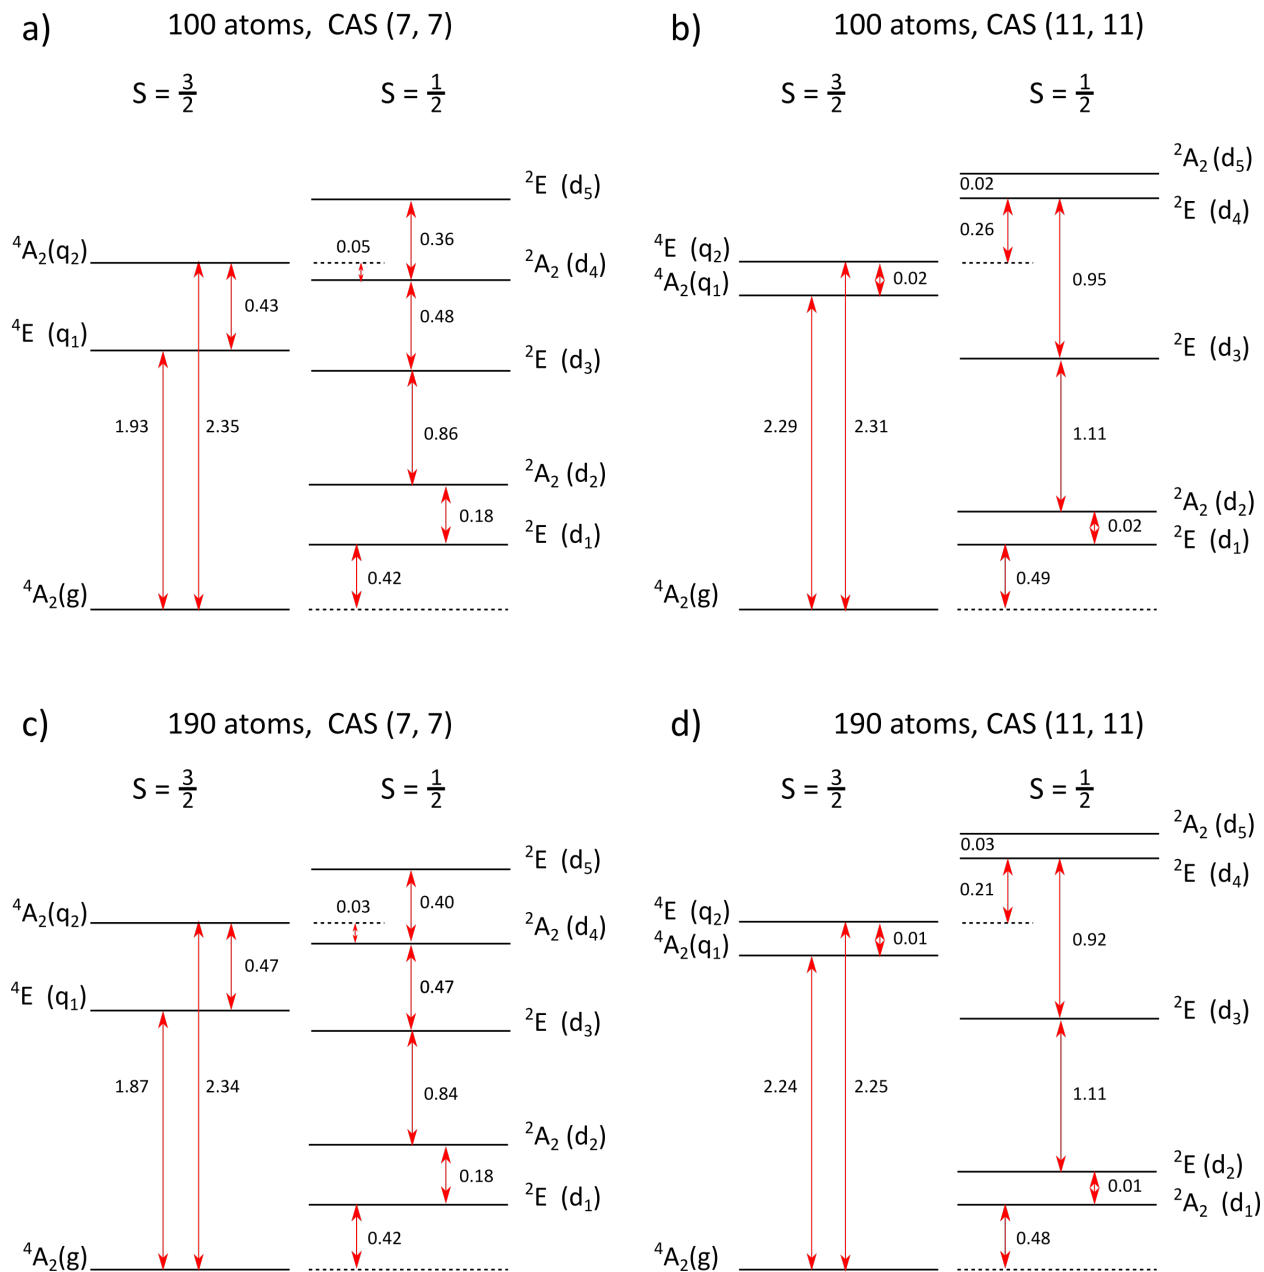 a) 100 atoms, CAS (7, 7)
S = 3/2
S = 1/2
²E (d₅)
⁴A₂(q₂)
0.05
0.36
²A₂ (d₄)
0.43
0.48
⁴E (q₁)
²E (d₃)
1.93
2.35
0.86
²A₂ (d₂)
0.18
²E (d₁)
0.42
⁴A₂(g)
b) 100 atoms, CAS (11, 11)
S = 3/2
S = 1/2
²A₂ (d₅)
0.02
²E (d₄)
0.26
⁴E (q₂)
⁴A₂(q₁)
0.02
0.95
²E (d₃)
2.29
2.31
1.11
²A₂ (d₂)
0.02
²E (d₁)
0.49
⁴A₂(g)
c) 190 atoms, CAS (7, 7)
S = 3/2
S = 1/2
²E (d₅)
⁴A₂(q₂)
0.03
0.40
²A₂ (d₄)
0.47
0.47
⁴E (q₁)
²E (d₃)
1.87
2.34
0.84
²A₂ (d₂)
0.18
²E (d₁)
0.42
⁴A₂(g)
d) 190 atoms, CAS (11, 11)
S = 3/2
S = 1/2
²A₂ (d₅)
0.03
²E (d₄)
0.21
⁴E (q₂)
⁴A₂(q₁)
0.01
0.92
²E (d₃)
2.24
2.25
1.11
²E (d₂)
0.01
²A₂ (d₁)
0.48
⁴A₂(g)